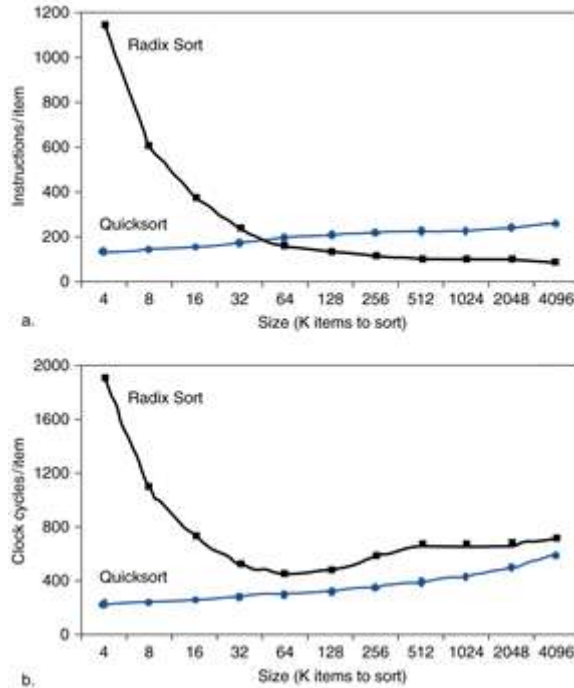 1200
Radix Sort
1000
800
Instructions/item
600
400
Quicksort
200
0
4 8 16 32 64 128 256 512 1024 2048 4096
a. Size (K items to sort)
2000
Radix Sort
1600
1200
Clock cycles/item
800
400
Quicksort
0
4 8 16 32 64 128 256 512 1024 2048 4096
b. Size (K items to sort)